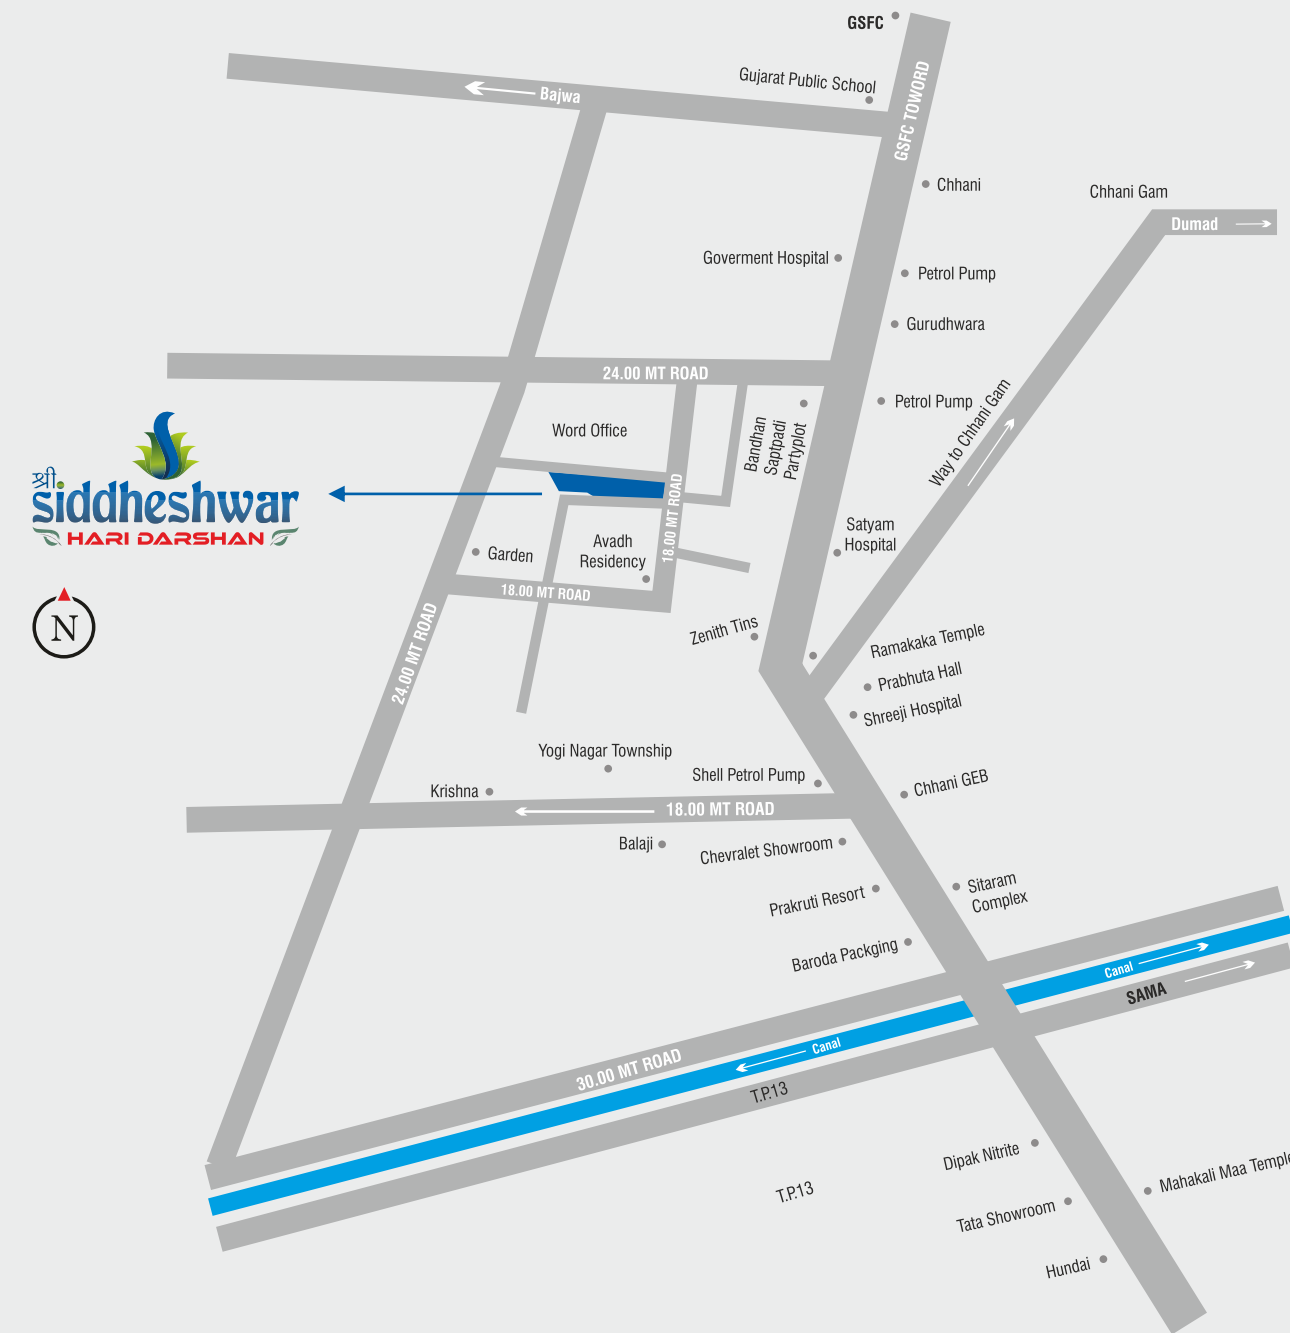 GSFC
Gujarat Public School
Bajwa
GSFC TOWORD
Chhani
Chhani Gam
Dumad
Goverment Hospital
Petrol Pump
Gurudhwara
24.00 MT ROAD
Petrol Pump
Way to Chhani Gam
Word Office
Bandhan
Saptpadi
Partyplot
श्री
siddheshwar
HARI DARSHAN
18.00 MT ROAD
Satyam
Hospital
Garden
Avadh
Residency
18.00 MT ROAD
N
24.00 MT ROAD
Zenith Tins
Ramakaka Temple
Prabhuta Hall
Shreeji Hospital
Yogi Nagar Township
Shell Petrol Pump
Chhani GEB
Krishna
18.00 MT ROAD
Balaji
Chevralet Showroom
Prakruti Resort
Sitaram
Complex
Baroda Packging
Canal
SAMA
30.00 MT ROAD
Canal
T.P.13
Dipak Nitrite
T.P.13
Mahakali Maa Temple
Tata Showroom
Hundai